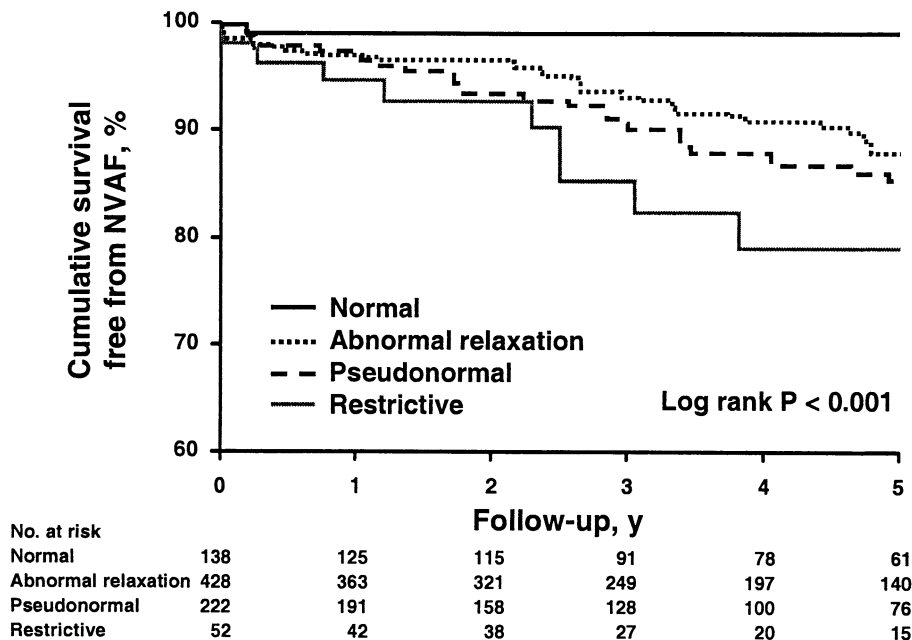 100
90
80
70
60
Cumulative survival
free from NVAF, %
Normal
Abnormal relaxation
Pseudonormal
Restrictive
Log rank P < 0.001
0 1 2 3 4 5
Follow-up, y
No. at risk
Normal 138 125 115 91 78 61
Abnormal relaxation 428 363 321 249 197 140
Pseudonormal 222 191 158 128 100 76
Restrictive 52 42 38 27 20 15